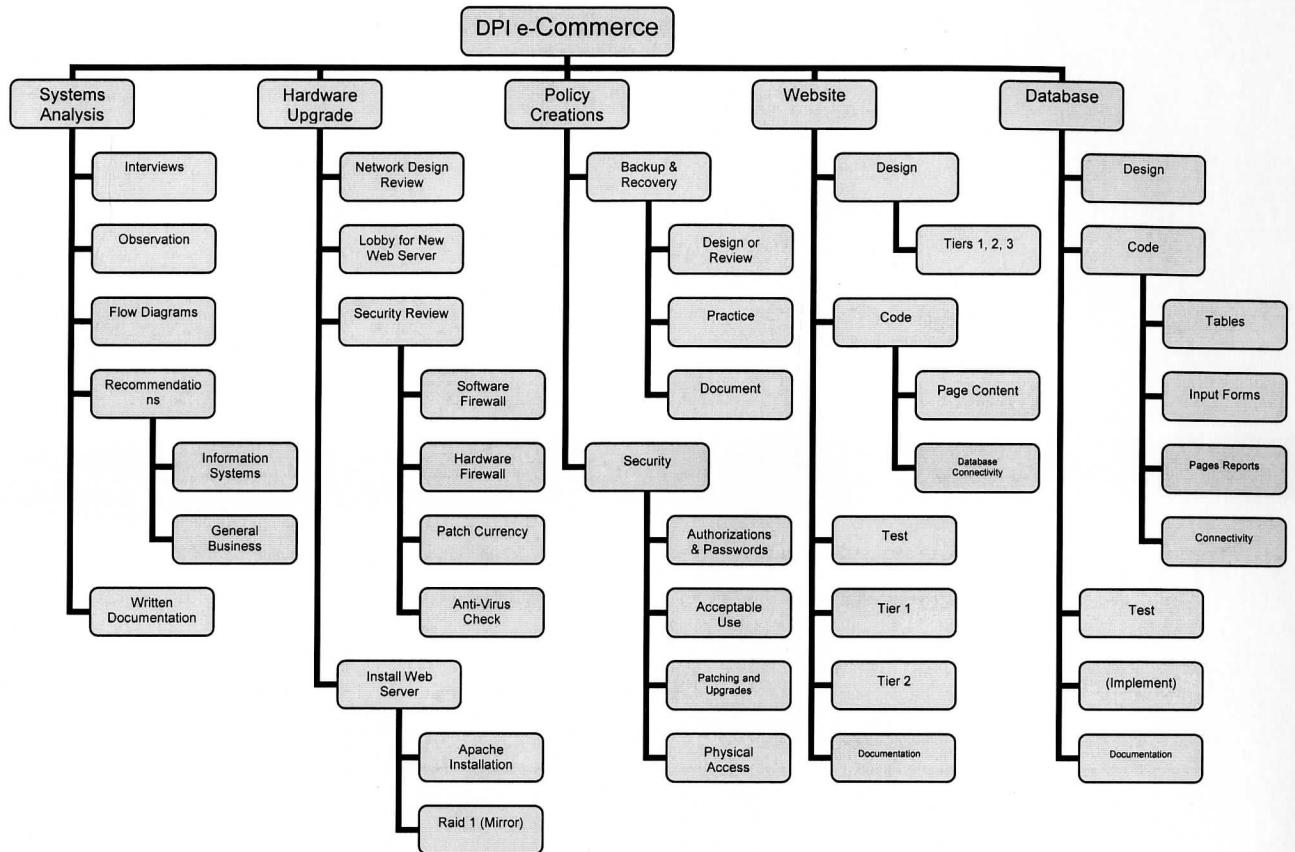 DPI e-Commerce
Systems
Analysis
Interviews
Observation
Flow Diagrams
Recommendatio
ns
Information
Systems
General
Business
Written
Documentation
Hardware
Upgrade
Network Design
Review
Lobby for New
Web Server
Security Review
Software
Firewall
Hardware
Firewall
Patch Currency
Anti-Virus
Check
Install Web
Server
Apache
Installation
Raid 1 (Mirror)
Policy
Creations
Backup &
Recovery
Design or
Review
Practice
Document
Security
Authorizations
& Passwords
Acceptable
Use
Patching and
Upgrades
Physical
Access
Website
Design
Tiers 1, 2, 3
Code
Page Content
Database
Connectivity
Test
Tier 1
Tier 2
Documentation
Database
Design
Code
Tables
Input Forms
Pages Reports
Connectivity
Test
(Implement)
Documentation